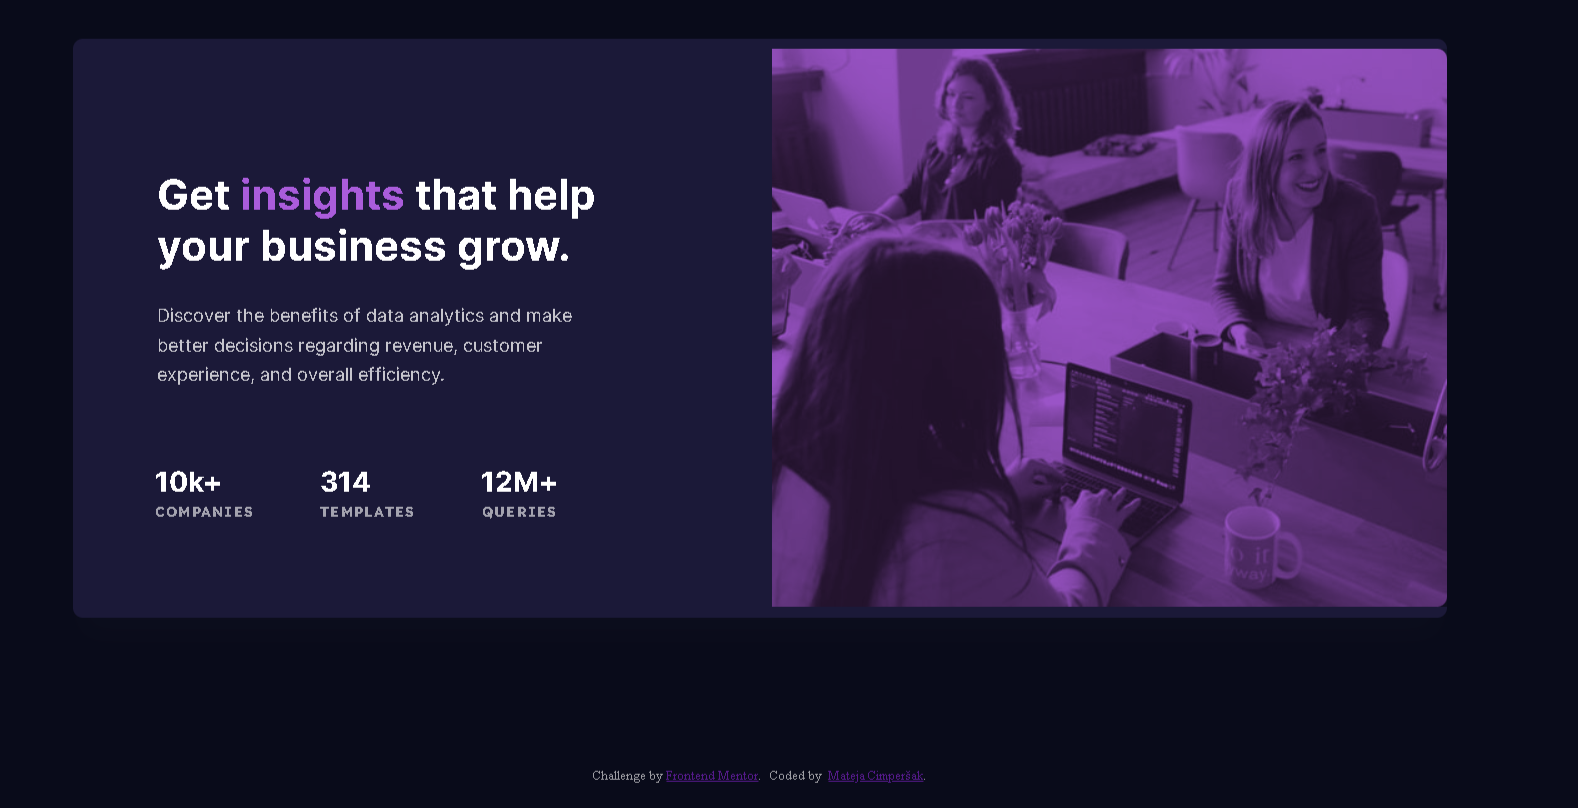 Get insights that help
your business grow.
Discover the benefits of data analytics and make
better decisions regarding revenue, customer
experience, and overall efficiency.
10k+ 314 12M+
COMPANIES TEMPLATES QUERIES
it
way.
Challenge by Frontend Mentor. Coded by Mateja Cimperšak.